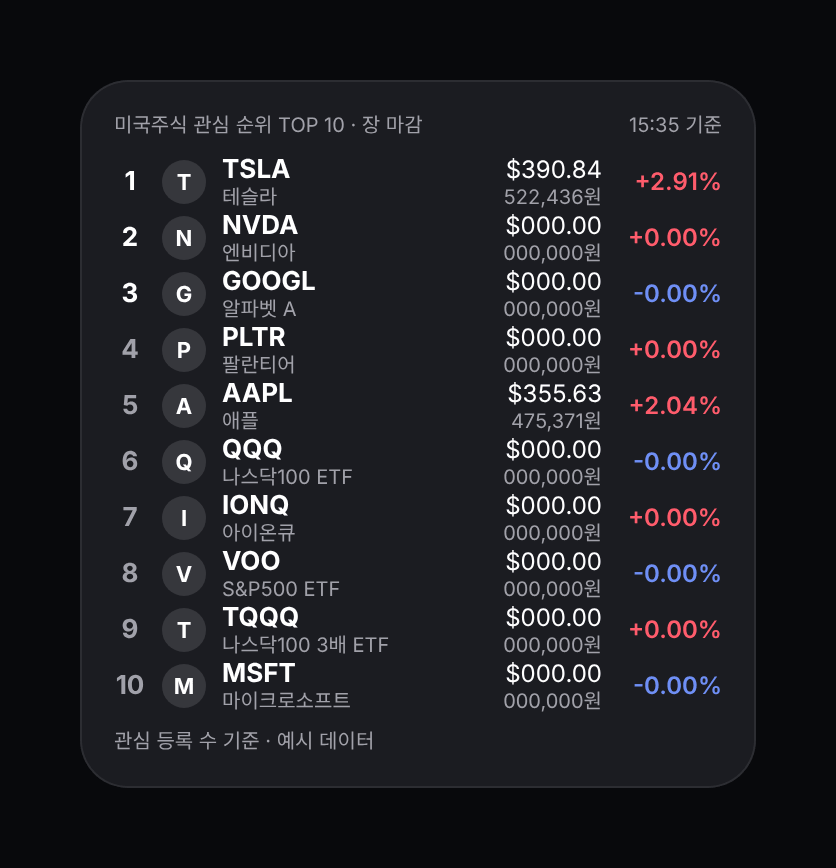 미국주식 관심 순위 TOP 10 · 장 마감 15:35 기준
1 T TSLA $390.84 +2.91%
테슬라 522,436원
2 N NVDA $000.00 +0.00%
엔비디아 000,000원
3 G GOOGL $000.00 -0.00%
알파벳 A 000,000원
4 P PLTR $000.00 +0.00%
팔란티어 000,000원
5 A AAPL $355.63 +2.04%
애플 475,371원
6 Q QQQ $000.00 -0.00%
나스닥100 ETF 000,000원
7 I IONQ $000.00 +0.00%
아이온큐 000,000원
8 V VOO $000.00 -0.00%
S&P500 ETF 000,000원
9 T TQQQ $000.00 +0.00%
나스닥100 3배 ETF 000,000원
10 M MSFT $000.00 -0.00%
마이크로소프트 000,000원
관심 등록 수 기준 · 예시 데이터